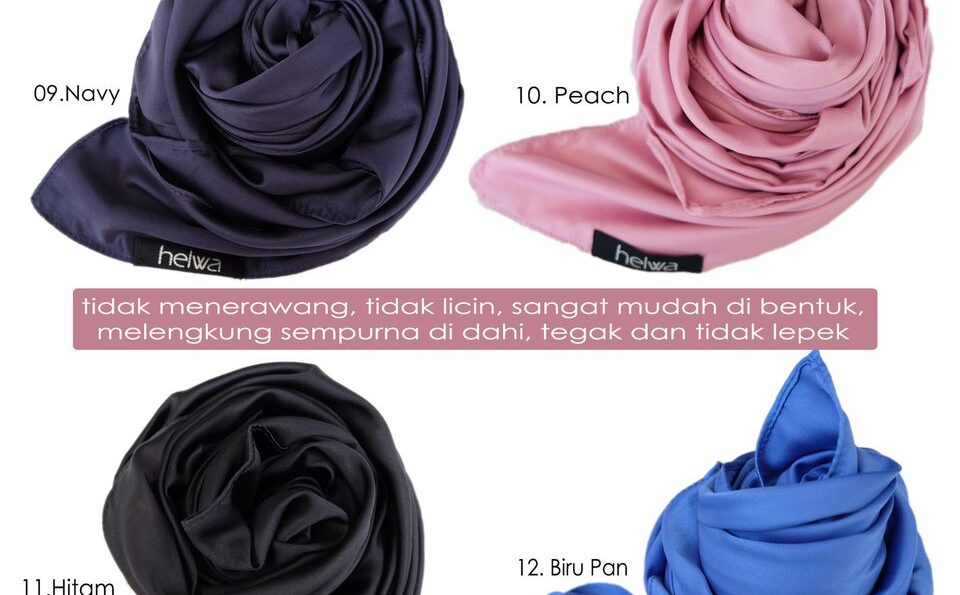 09.Navy
10. Peach
helwa
helwa
tidak menerawang, tidak licin, sangat mudah di bentuk,
melengkung sempurna di dahi, tegak dan tidak lepek
11.Hitam
12. Biru Pan